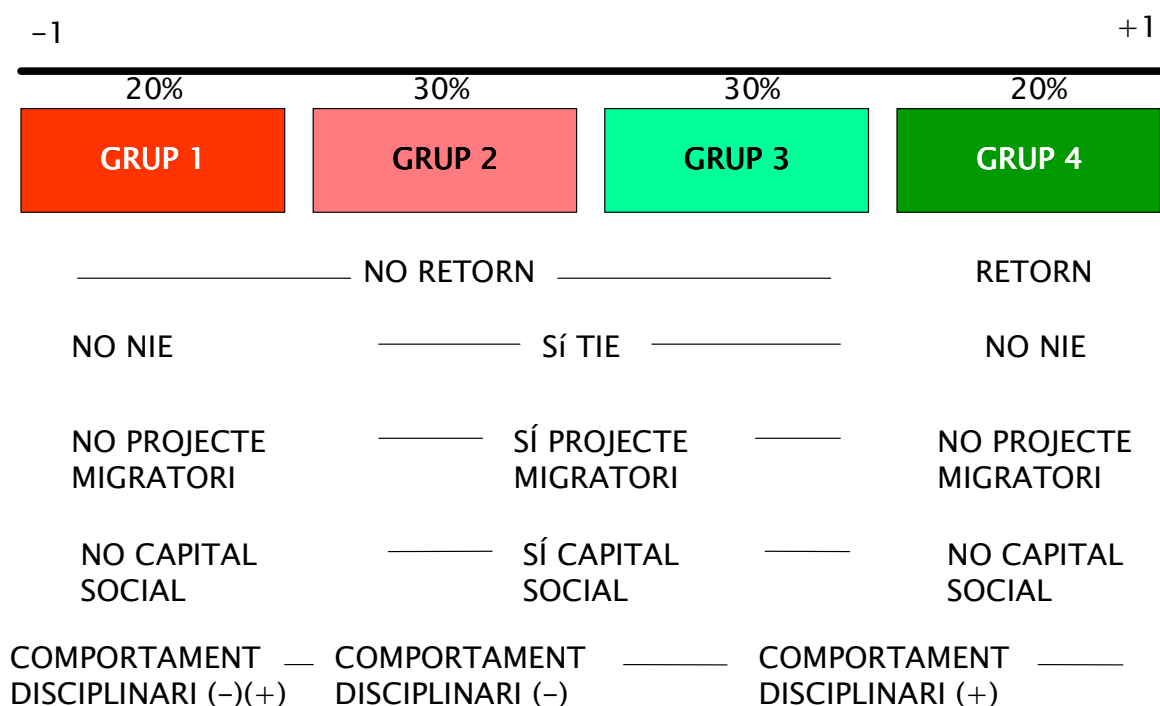 -1 +1
20% 30% 30% 20%
GRUP 1 GRUP 2 GRUP 3 GRUP 4
NO RETORN RETORN
NO NIE Sí TIE NO NIE
NO PROJECTE SÍ PROJECTE NO PROJECTE
MIGRATORI MIGRATORI MIGRATORI
NO CAPITAL SÍ CAPITAL NO CAPITAL
SOCIAL SOCIAL SOCIAL
COMPORTAMENT COMPORTAMENT COMPORTAMENT
DISCIPLINARI (-)(+) DISCIPLINARI (-) DISCIPLINARI (+)